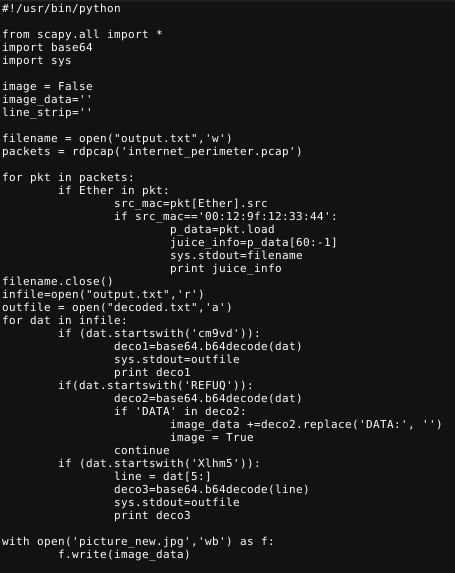 #!/usr/bin/python

from scapy.all import *
import base64
import sys

image = False
image_data=''
line_strip=''

filename = open("output.txt",'w')
packets = rdpcap('internet_perimeter.pcap')

for pkt in packets:
        if Ether in pkt:
                src_mac=pkt[Ether].src
                if src_mac=='00:12:9f:12:33:44':
                        p_data=pkt.load
                        juice_info=p_data[60:-1]
                        sys.stdout=filename
                        print juice_info
filename.close()
infile=open("output.txt",'r')
outfile = open("decoded.txt",'a')
for dat in infile:
        if (dat.startswith('cm9vd')):
                deco1=base64.b64decode(dat)
                sys.stdout=outfile
                print deco1
        if(dat.startswith('REFUQ')):
                deco2=base64.b64decode(dat)
                if 'DATA' in deco2:
                        image_data +=deco2.replace('DATA:', '')
                        image = True
                continue
        if (dat.startswith('Xlhm5')):
                line = dat[5:]
                deco3=base64.b64decode(line)
                sys.stdout=outfile
                print deco3

with open('picture_new.jpg','wb') as f:
        f.write(image_data)